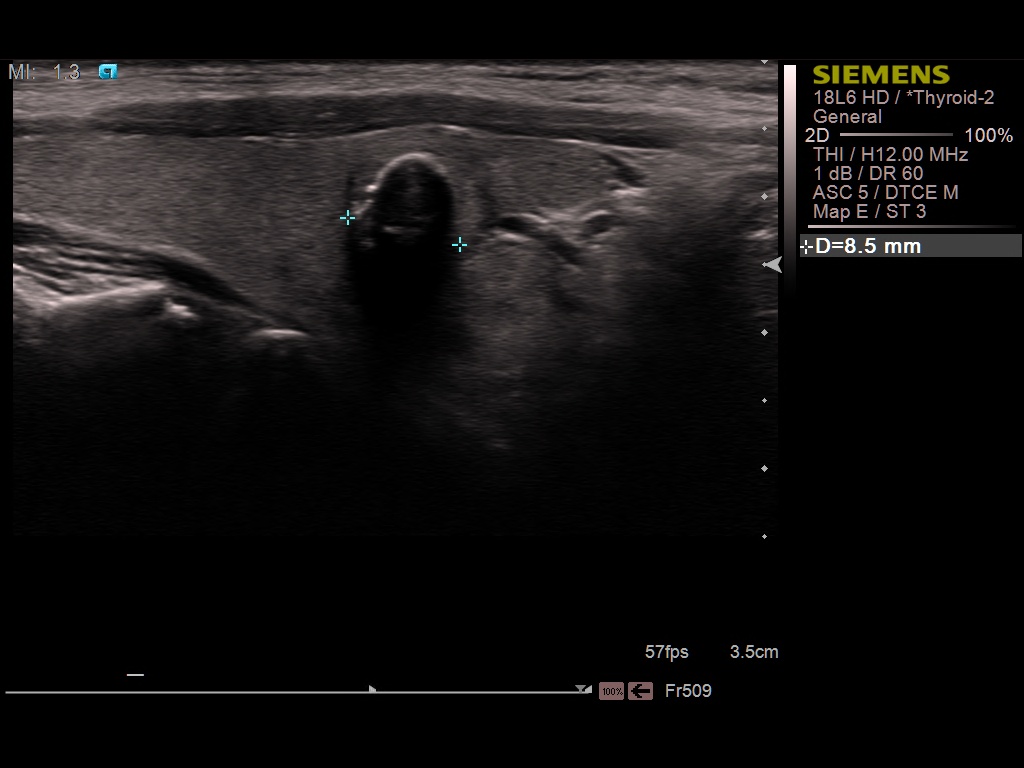 MI: 1.3
SIEMENS
18L6 HD / *Thyroid-2
General
2D 100%
THI / H12.00 MHz
1 dB / DR 60
ASC 5 / DTCE M
Map E / ST 3
D=8.5 mm
57fps 3.5cm
100% Fr509